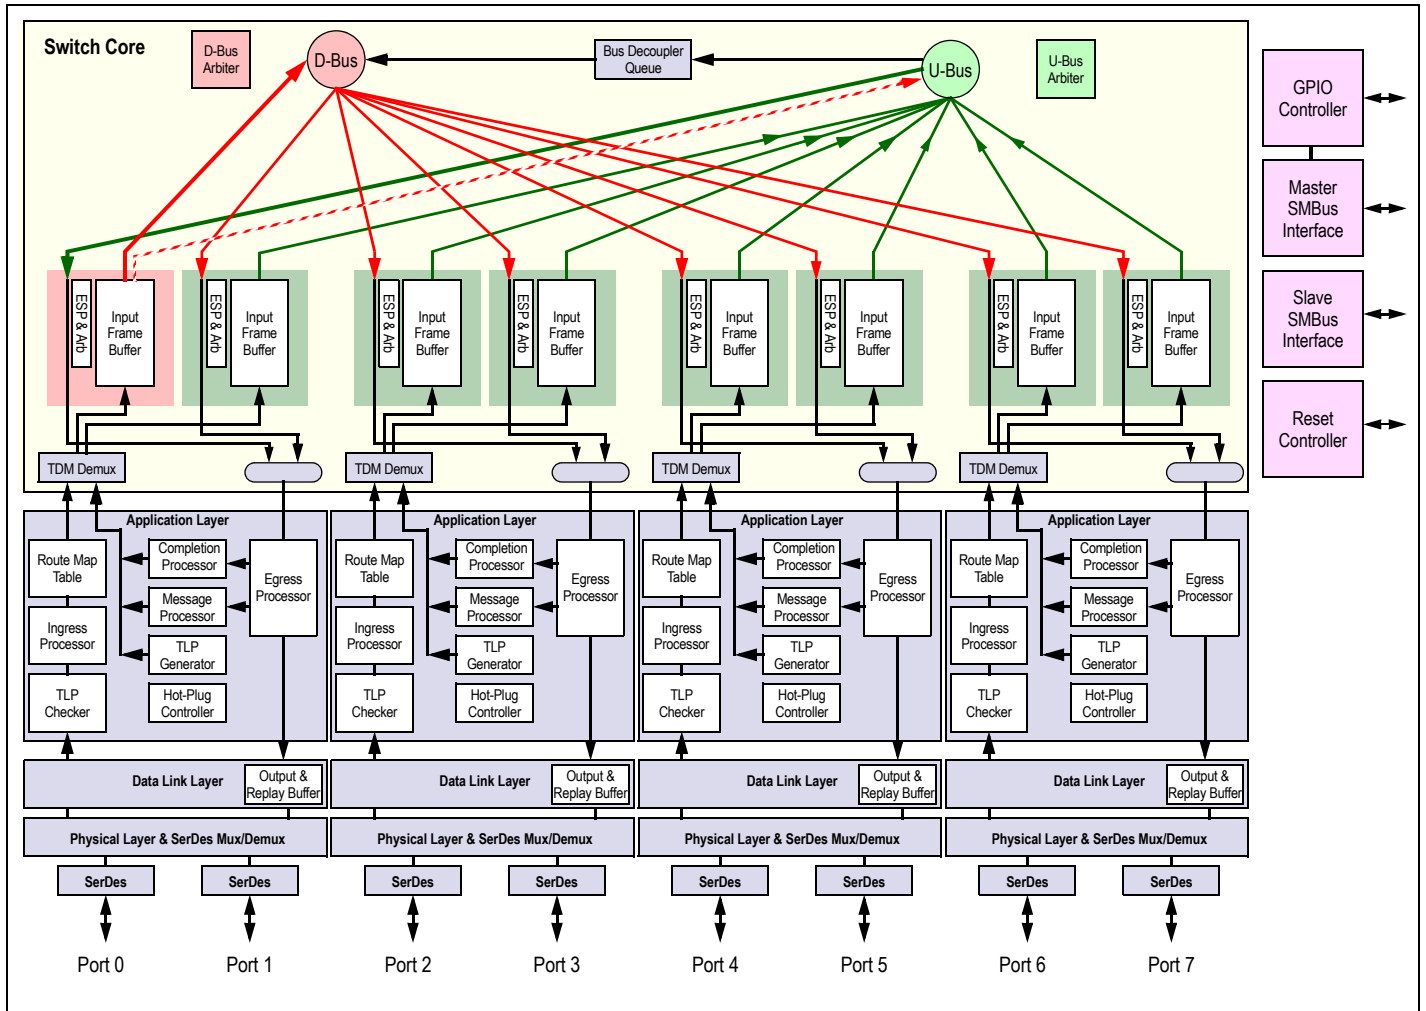 Switch Core
D-Bus
Arbiter
D-Bus
Bus Decoupler
Queue
U-Bus
U-Bus
Arbiter
GPIO
Controller
Master
SMBus
Interface
Slave
SMBus
Interface
Reset
Controller
ESP & Arb
Input
Frame
Buffer
ESP & Arb
Input
Frame
Buffer
ESP & Arb
Input
Frame
Buffer
ESP & Arb
Input
Frame
Buffer
ESP & Arb
Input
Frame
Buffer
ESP & Arb
Input
Frame
Buffer
ESP & Arb
Input
Frame
Buffer
ESP & Arb
Input
Frame
Buffer
TDM Demux
TDM Demux
TDM Demux
TDM Demux
Application Layer
Route Map
Table
Ingress
Processor
TLP
Checker
Completion
Processor
Message
Processor
TLP
Generator
Hot-Plug
Controller
Egress
Processor
Application Layer
Route Map
Table
Ingress
Processor
TLP
Checker
Completion
Processor
Message
Processor
TLP
Generator
Hot-Plug
Controller
Egress
Processor
Application Layer
Route Map
Table
Ingress
Processor
TLP
Checker
Completion
Processor
Message
Processor
TLP
Generator
Hot-Plug
Controller
Egress
Processor
Application Layer
Route Map
Table
Ingress
Processor
TLP
Checker
Completion
Processor
Message
Processor
TLP
Generator
Hot-Plug
Controller
Egress
Processor
Data Link Layer
Output &
Replay Buffer
Data Link Layer
Output &
Replay Buffer
Data Link Layer
Output &
Replay Buffer
Data Link Layer
Output &
Replay Buffer
Physical Layer & SerDes Mux/Demux
Physical Layer & SerDes Mux/Demux
Physical Layer & SerDes Mux/Demux
Physical Layer & SerDes Mux/Demux
SerDes
SerDes
SerDes
SerDes
SerDes
SerDes
SerDes
SerDes
Port 0
Port 1
Port 2
Port 3
Port 4
Port 5
Port 6
Port 7